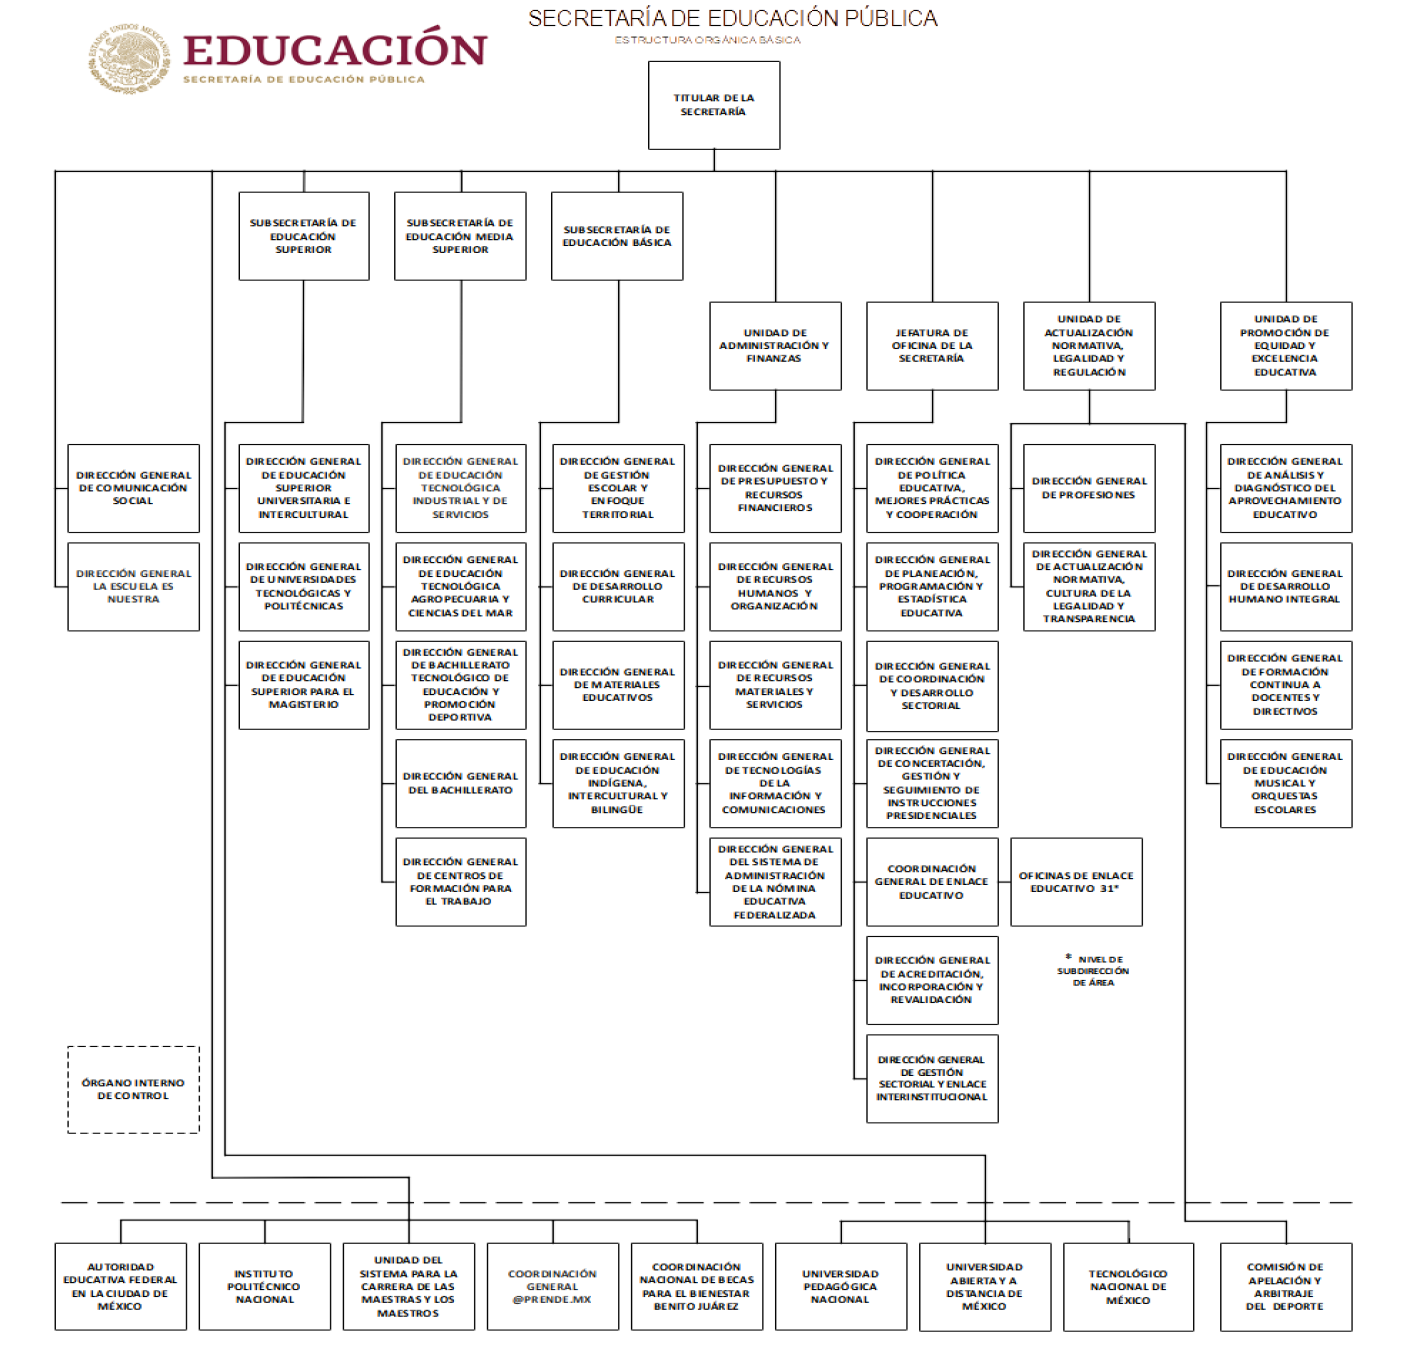 SECRETARÍA DE EDUCACIÓN PÚBLICA
ESTRUCTURA ORGÁNICA BÁSICA
ESTADOS UNIDOS MEXICANOS
EDUCACIÓN
SECRETARÍA DE EDUCACIÓN PÚBLICA
TITULAR DE LA
SECRETARÍA
SUBSECRETARÍA DE
EDUCACIÓN
SUPERIOR
SUBSECRETARÍA DE
EDUCACIÓN MEDIA
SUPERIOR
SUBSECRETARÍA DE
EDUCACIÓN BÁSICA
UNIDAD DE
ADMINISTRACIÓN Y
FINANZAS
JEFATURA DE
OFICINA DE LA
SECRETARÍA
UNIDAD DE
ACTUALIZACIÓN
NORMATIVA,
LEGALIDAD Y
REGULACIÓN
UNIDAD DE
PROMOCIÓN DE
EQUIDAD Y
EXCELENCIA
EDUCATIVA
DIRECCIÓN GENERAL
DE COMUNICACIÓN
SOCIAL
DIRECCIÓN GENERAL
DE EDUCACIÓN
SUPERIOR
UNIVERSITARIA E
INTERCULTURAL
DIRECCIÓN GENERAL
DE EDUCACIÓN
TECNOLÓGICA
INDUSTRIAL Y DE
SERVICIOS
DIRECCIÓN GENERAL
DE GESTIÓN
ESCOLAR Y
ENFOQUE
TERRITORIAL
DIRECCIÓN GENERAL
DE PRESUPUESTO Y
RECURSOS
FINANCIEROS
DIRECCIÓN GENERAL
DE POLÍTICA
EDUCATIVA,
MEJORES PRÁCTICAS
Y COOPERACIÓN
DIRECCIÓN GENERAL
DE PROFESIONES
DIRECCIÓN GENERAL
DE ANÁLISIS Y
DIAGNÓSTICO DEL
APROVECHAMIENTO
EDUCATIVO
DIRECCIÓN GENERAL
LA ESCUELA ES
NUESTRA
DIRECCIÓN GENERAL
DE UNIVERSIDADES
TECNOLÓGICAS Y
POLITÉCNICAS
DIRECCIÓN GENERAL
DE EDUCACIÓN
TECNOLÓGICA
AGROPECUARIA Y
CIENCIAS DEL MAR
DIRECCIÓN GENERAL
DE DESARROLLO
CURRICULAR
DIRECCIÓN GENERAL
DE RECURSOS
HUMANOS Y
ORGANIZACIÓN
DIRECCIÓN GENERAL
DE PLANEACIÓN,
PROGRAMACIÓN Y
ESTADÍSTICA
EDUCATIVA
DIRECCIÓN GENERAL
DE ACTUALIZACIÓN
NORMATIVA,
CULTURA DE LA
LEGALIDAD Y
TRANSPARENCIA
DIRECCIÓN GENERAL
DE DESARROLLO
HUMANO INTEGRAL
DIRECCIÓN GENERAL
DE EDUCACIÓN
SUPERIOR PARA EL
MAGISTERIO
DIRECCIÓN GENERAL
DE BACHILLERATO
TECNOLÓGICO DE
EDUCACIÓN Y
PROMOCIÓN
DEPORTIVA
DIRECCIÓN GENERAL
DE MATERIALES
EDUCATIVOS
DIRECCIÓN GENERAL
DE RECURSOS
MATERIALES Y
SERVICIOS
DIRECCIÓN GENERAL
DE COORDINACIÓN
Y DESARROLLO
SECTORIAL
DIRECCIÓN GENERAL
DE FORMACIÓN
CONTINUA A
DOCENTES Y
DIRECTIVOS
DIRECCIÓN GENERAL
DEL BACHILLERATO
DIRECCIÓN GENERAL
DE EDUCACIÓN
INDÍGENA,
INTERCULTURAL Y
BILINGÜE
DIRECCIÓN GENERAL
DE TECNOLOGÍAS
DE LA
INFORMACIÓN Y
COMUNICACIONES
DIRECCIÓN GENERAL
DE CONCERTACIÓN,
GESTIÓN Y
SEGUIMIENTO DE
INSTRUCCIONES
PRESIDENCIALES
DIRECCIÓN GENERAL
DE EDUCACIÓN
MUSICAL Y
ORQUESTAS
ESCOLARES
DIRECCIÓN GENERAL
DE CENTROS DE
FORMACIÓN PARA
EL TRABAJO
DIRECCIÓN GENERAL
DEL SISTEMA DE
ADMINISTRACIÓN
DE LA NÓMINA
EDUCATIVA
FEDERALIZADA
COORDINACIÓN
GENERAL DE ENLACE
EDUCATIVO
OFICINAS DE ENLACE
EDUCATIVO 31*
DIRECCIÓN GENERAL
DE ACREDITACIÓN,
INCORPORACIÓN Y
REVALIDACIÓN
* NIVEL DE
SUBDIRECCIÓN
DE ÁREA
DIRECCIÓN GENERAL
DE GESTIÓN
SECTORIAL Y ENLACE
INTERINSTITUCIONAL
ÓRGANO INTERNO
DE CONTROL
AUTORIDAD
EDUCATIVA FEDERAL
EN LA CIUDAD DE
MÉXICO
INSTITUTO
POLITÉCNICO
NACIONAL
UNIDAD DEL
SISTEMA PARA LA
CARRERA DE LAS
MAESTRAS Y LOS
MAESTROS
COORDINACIÓN
GENERAL
@PRENDE.MX
COORDINACIÓN
NACIONAL DE BECAS
PARA EL BIENESTAR
BENITO JUÁREZ
UNIVERSIDAD
PEDAGÓGICA
NACIONAL
UNIVERSIDAD
ABIERTA Y A
DISTANCIA DE
MÉXICO
TECNOLÓGICO
NACIONAL DE
MÉXICO
COMISIÓN DE
APELACIÓN Y
ARBITRAJE
DEL DEPORTE